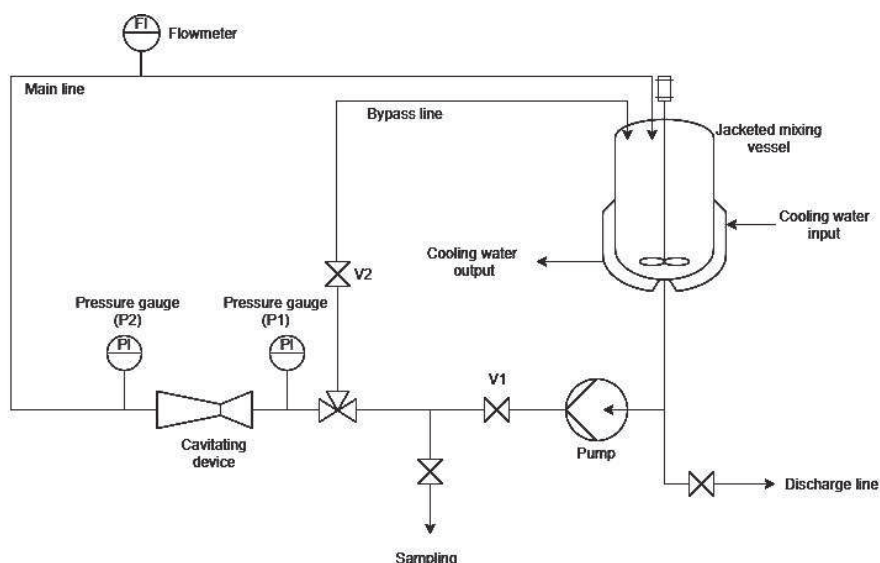 FI
Flowmeter
Main line
Bypass line
Jacketed mixing
vessel
Cooling water
input
Cooling water
output
V2
Pressure gauge
(P2)
Pressure gauge
(P1)
PI
PI
V1
Cavitating
device
Pump
Discharge line
Sampling